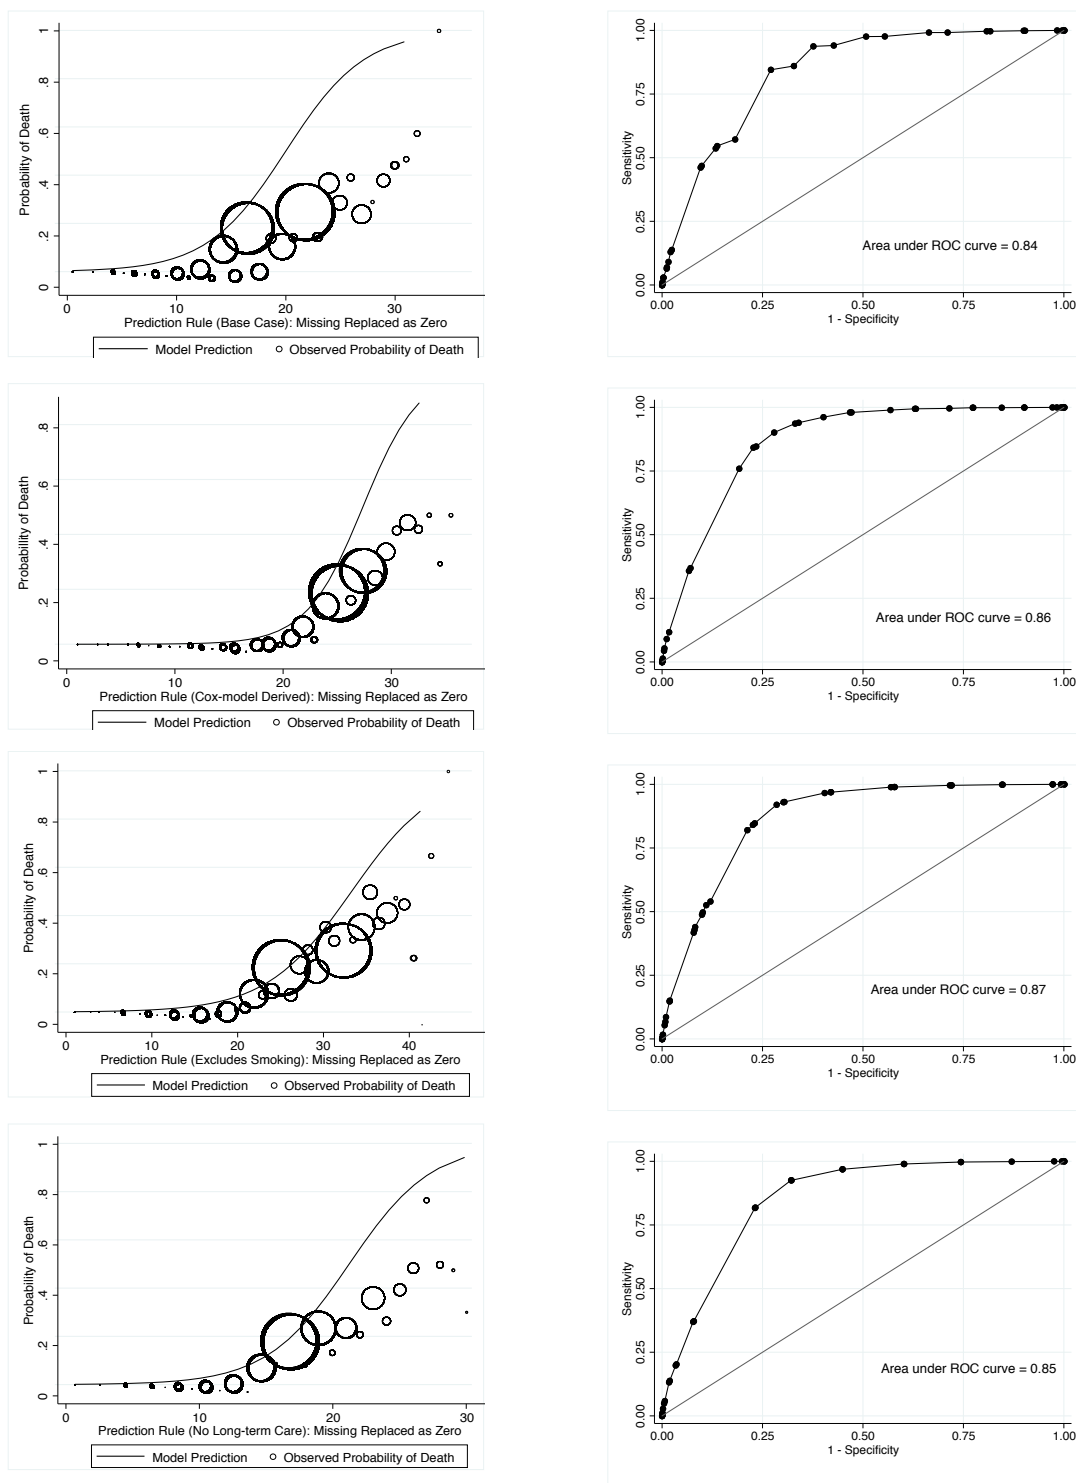 1
.8
.6
.4
.2
0
Probability of Death
0 10 20 30
Prediction Rule (Base Case): Missing Replaced as Zero
Model Prediction Observed Probability of Death
1.00
0.75
0.50
0.25
0.00
Sensitivity
Area under ROC curve = 0.84
0.00 0.25 0.50 0.75 1.00
1 - Specificity
.8
.6
.4
.2
0
Probability of Death
0 10 20 30
Prediction Rule (Cox-model Derived): Missing Replaced as Zero
Model Prediction Observed Probability of Death
1.00
0.75
0.50
0.25
0.00
Sensitivity
Area under ROC curve = 0.86
0.00 0.25 0.50 0.75 1.00
1 - Specificity
1
.8
.6
.4
.2
0
Probability of Death
0 10 20 30 40
Prediction Rule (Excludes Smoking): Missing Replaced as Zero
Model Prediction Observed Probability of Death
1.00
0.75
0.50
0.25
0.00
Sensitivity
Area under ROC curve = 0.87
0.00 0.25 0.50 0.75 1.00
1 - Specificity
1
.8
.6
.4
.2
0
Probability of Death
0 10 20 30
Prediction Rule (No Long-term Care): Missing Replaced as Zero
Model Prediction Observed Probability of Death
1.00
0.75
0.50
0.25
0.00
Sensitivity
Area under ROC curve = 0.85
0.00 0.25 0.50 0.75 1.00
1 - Specificity